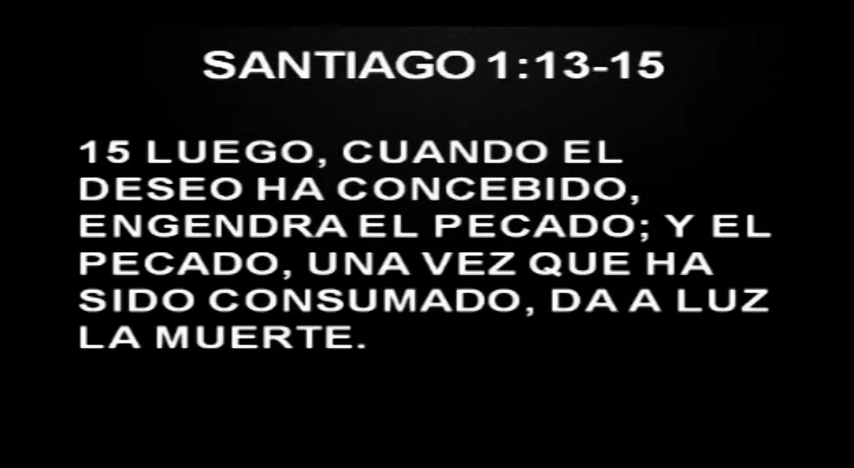 SANTIAGO 1:13-15
15 LUEGO, CUANDO EL
DESEO HA CONCEBIDO,
ENGENDRA EL PECADO; Y EL
PECADO, UNA VEZ QUE HA
SIDO CONSUMADO, DA A LUZ
LA MUERTE.